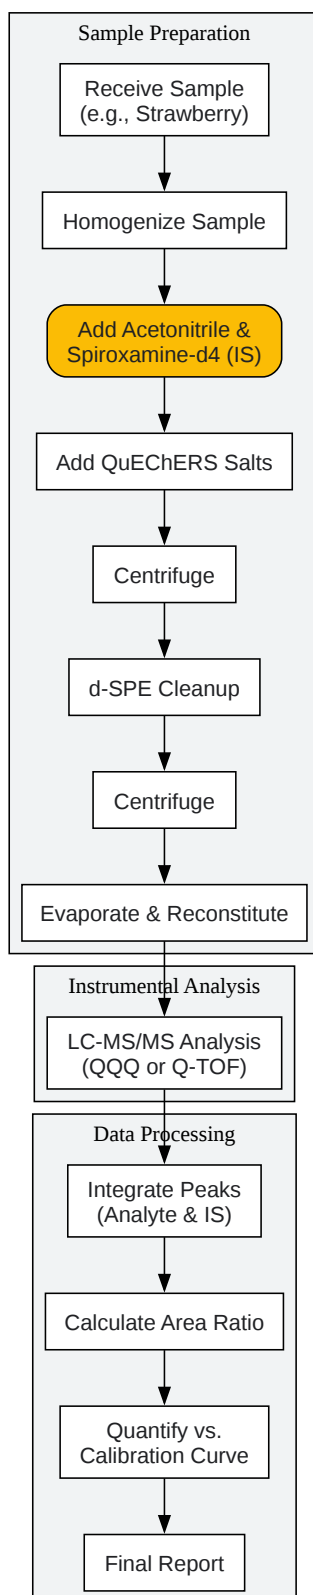 Sample Preparation
Receive Sample
(e.g., Strawberry)
Homogenize Sample
Add Acetonitrile &
Spiroxamine-d4 (IS)
Add QuEChERS Salts
Centrifuge
d-SPE Cleanup
Centrifuge
Evaporate & Reconstitute
Instrumental Analysis
LC-MS/MS Analysis
(QQQ or Q-TOF)
Data Processing
Integrate Peaks
(Analyte & IS)
Calculate Area Ratio
Quantify vs.
Calibration Curve
Final Report